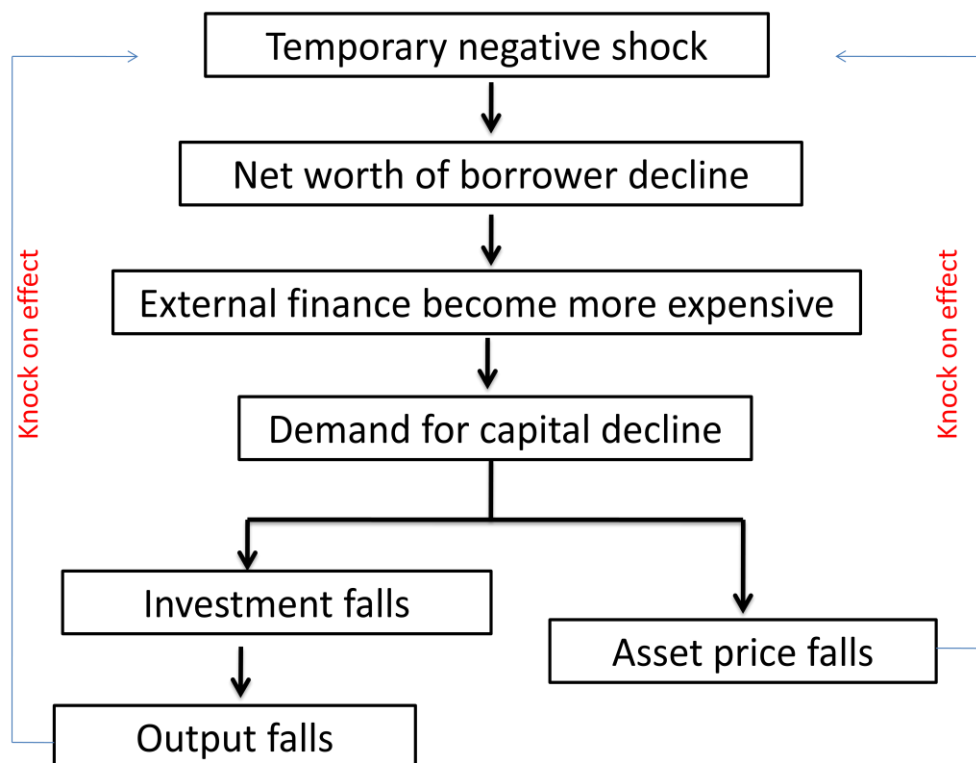 Temporary negative shock
Net worth of borrower decline
External finance become more expensive
Knock on effect
Knock on effect
Demand for capital decline
Investment falls
Asset price falls
Output falls